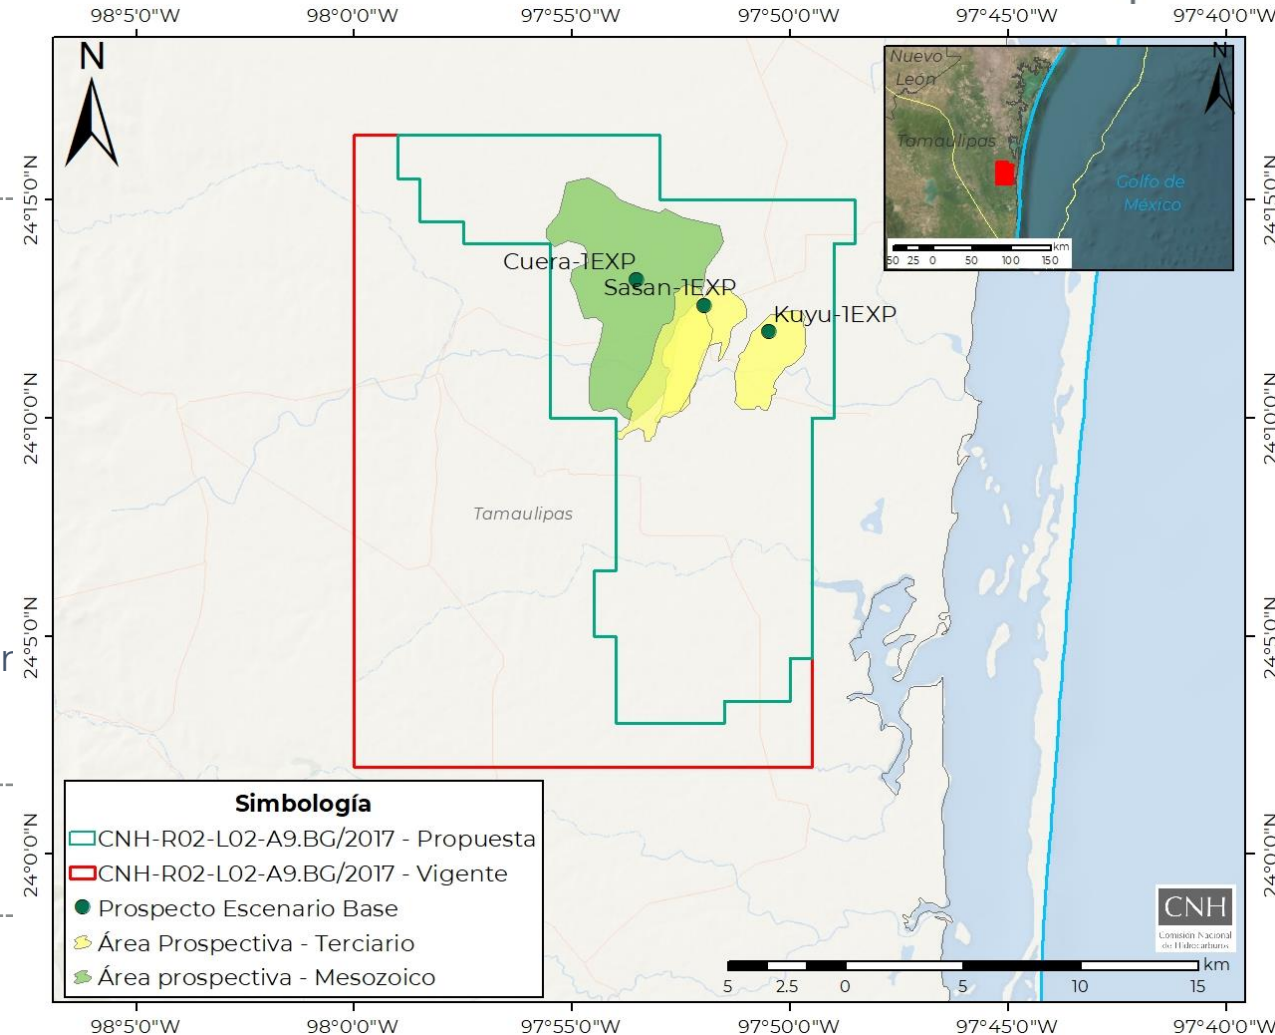 98°5'0"W 98°0'0"W 97°55'0"W 97°50'0"W 97°45'0"W 97°40'0"W
N
N
Nuevo
León
Tamaulipas
Golfo de
México
km
50 25 0 50 100 150
24°15'0"N
24°15'0"N
Cuera-1EXP
Sasan-1EXP
Kuyu-1EXP
24°10'0"N
24°10'0"N
Tamaulipas
r
24°5'0"N
24°5'0"N
Simbología
CNH-R02-L02-A9.BG/2017 - Propuesta
CNH-R02-L02-A9.BG/2017 - Vigente
Prospecto Escenario Base
Área Prospectiva - Terciario
Área prospectiva - Mesozoico
24°0'0"N
24°0'0"N
CNH
Comisión Nacional
de Hidrocarburos
km
5 2.5 0 5 10 15
98°5'0"W 98°0'0"W 97°55'0"W 97°50'0"W 97°45'0"W 97°40'0"W